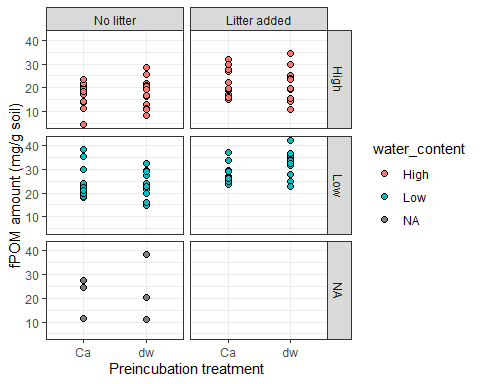 No litter
Litter added
40
30
20
10
High
40
30
20
10
Low
40
30
20
10
NA
fPOM amount (mg/g soil)
Ca
dw
Ca
dw
Preincubation treatment
water_content
High
Low
NA